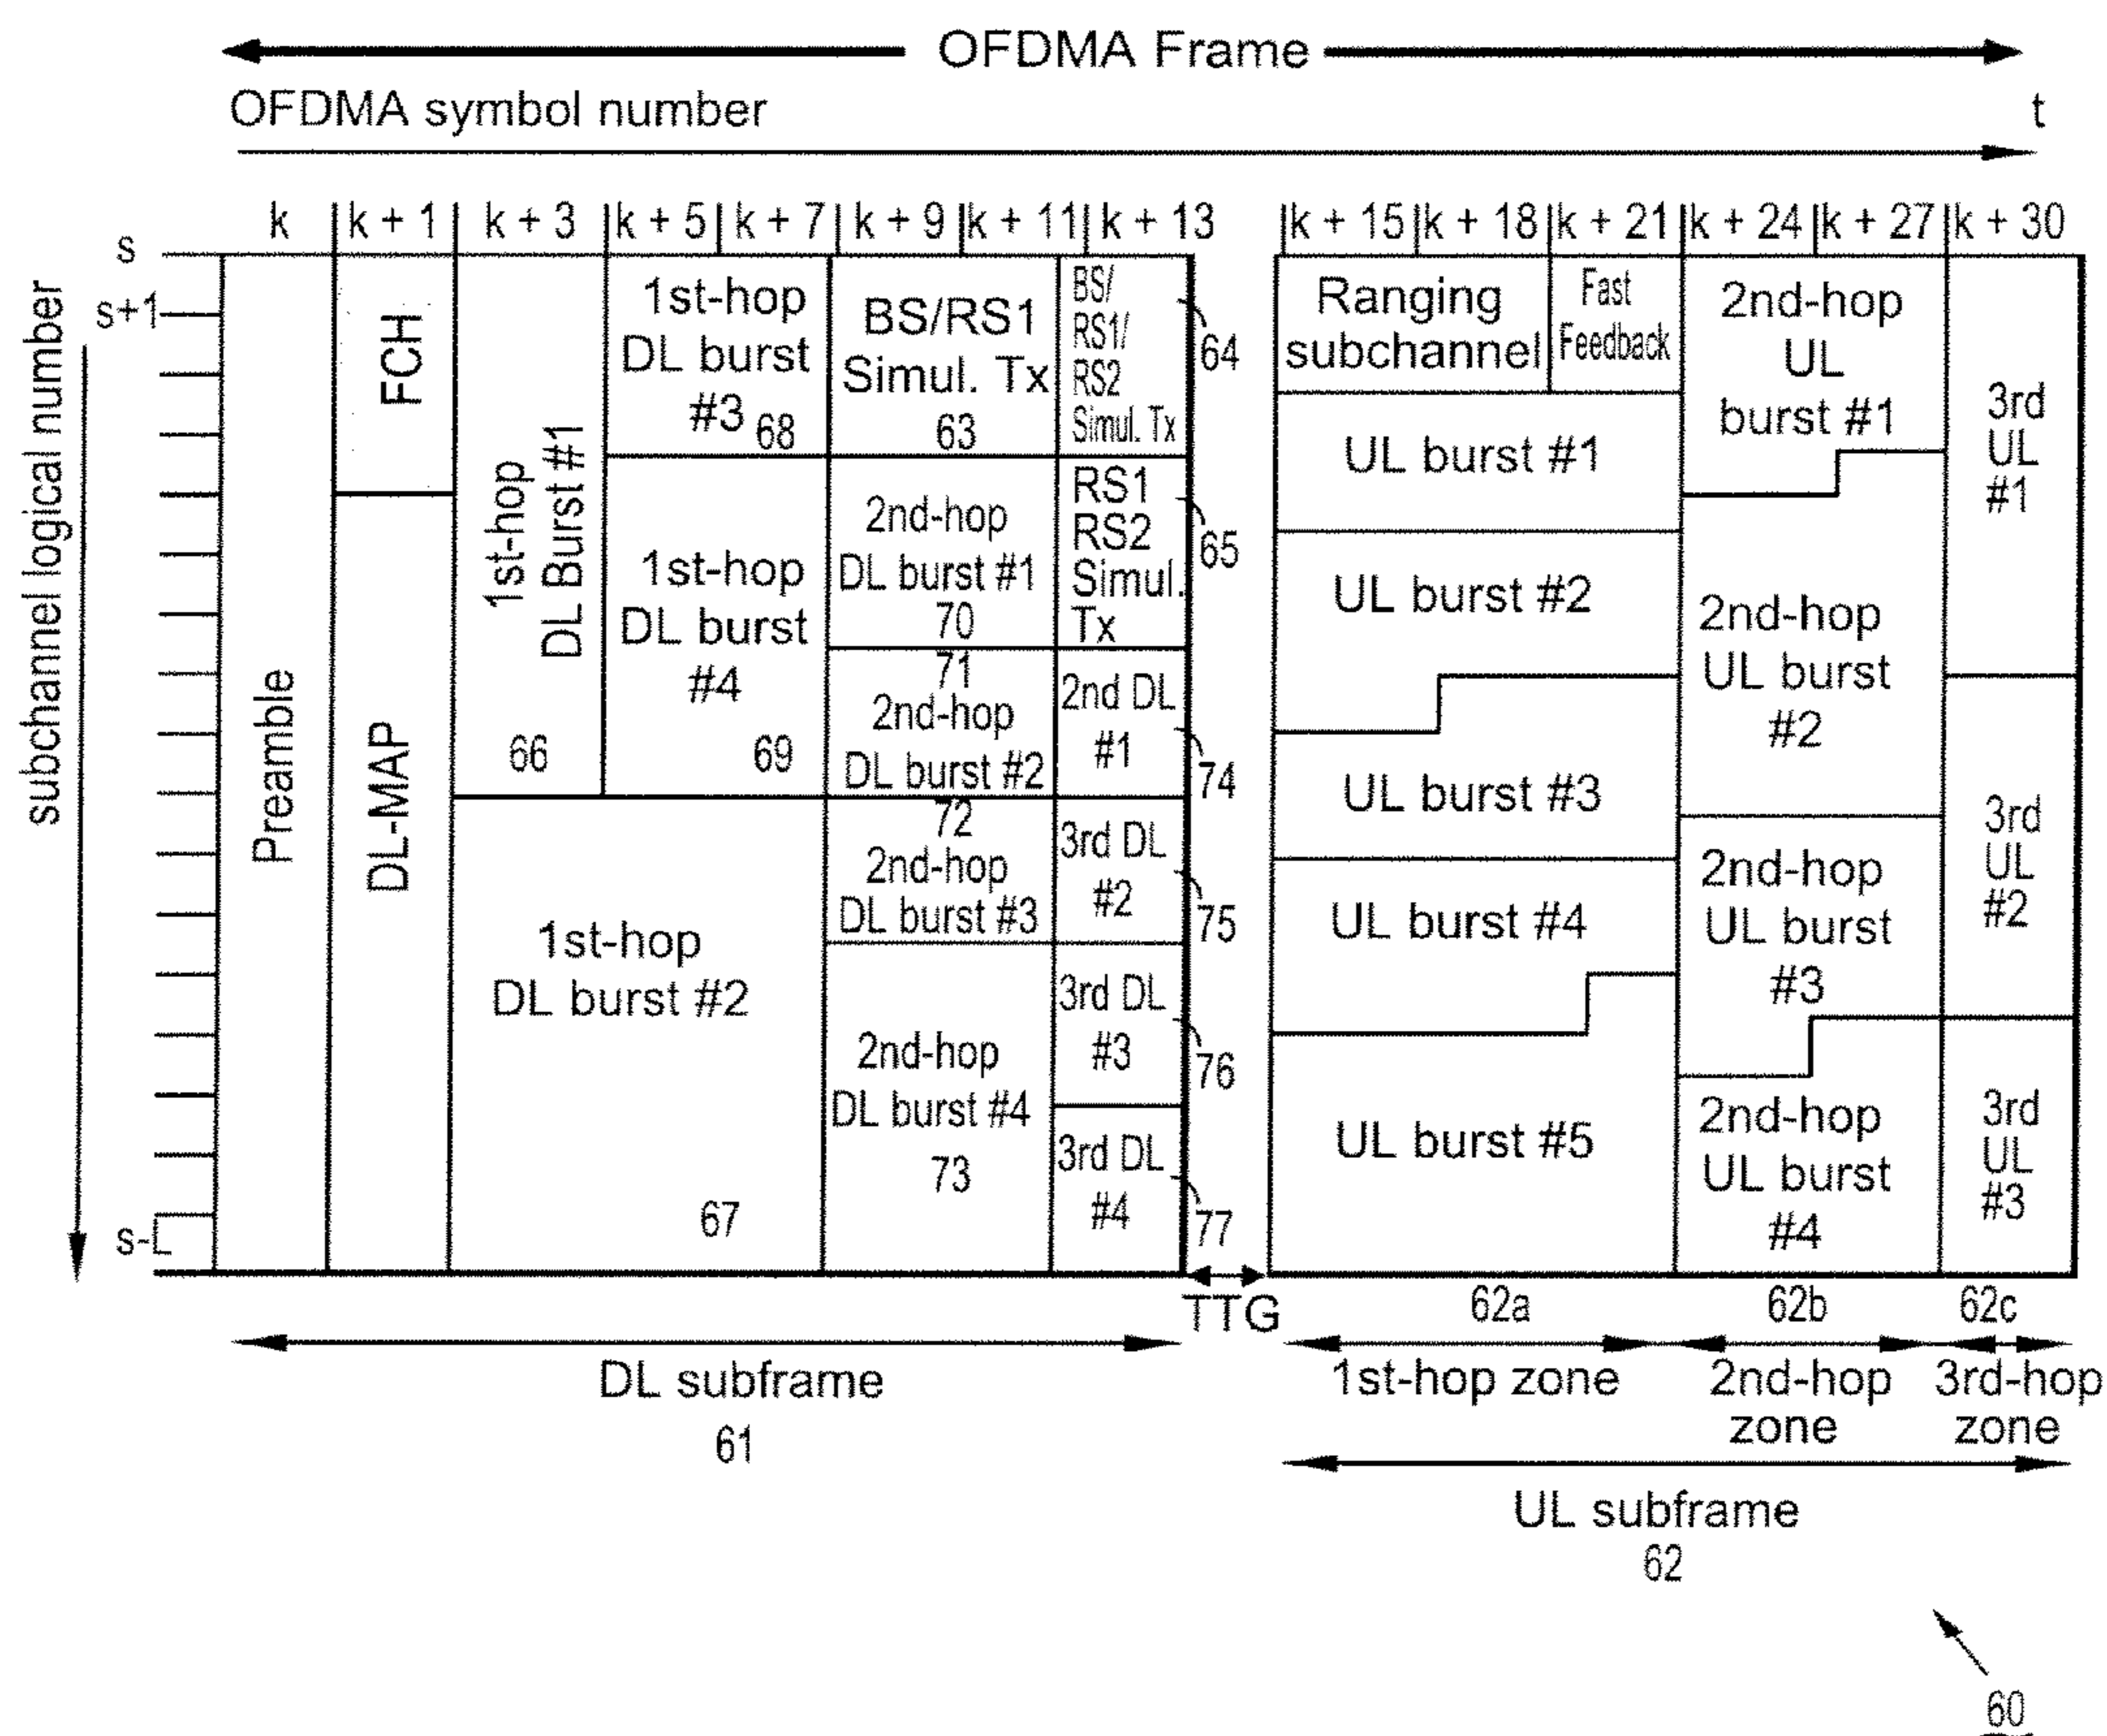 OFDMA Frame
OFDMA symbol number
t
k
k + 1
k + 3
k + 5
k + 7
k + 9
k + 11
k + 13
k + 15
k + 18
k + 21
k + 24
k + 27
k + 30
subchannel logical number
s
s+1
s-L
Preamble
FCH
DL-MAP
1st-hop
DL Burst #1
66
1st-hop
DL burst #2
67
1st-hop
DL burst
#3 68
1st-hop
DL burst
#4
69
BS/RS1
Simul. Tx
63
2nd-hop
DL burst #1
70
71
2nd-hop
DL burst #2
72
2nd-hop
DL burst #3
2nd-hop
DL burst #4
73
BS/
RS1/
RS2
Simul. Tx
64
RS1
RS2
Simul.
Tx
65
2nd DL
#1
74
3rd DL
#2
75
3rd DL
#3
76
3rd DL
#4
77
TTG
Ranging
subchannel
Fast
Feedback
UL burst #1
UL burst #2
UL burst #3
UL burst #4
UL burst #5
2nd-hop
UL
burst #1
2nd-hop
UL burst
#2
2nd-hop
UL burst
#3
2nd-hop
UL burst
#4
3rd
UL
#1
3rd
UL
#2
3rd
UL
#3
62a
62b
62c
DL subframe
61
1st-hop zone
2nd-hop
zone
3rd-hop
zone
UL subframe
62
60